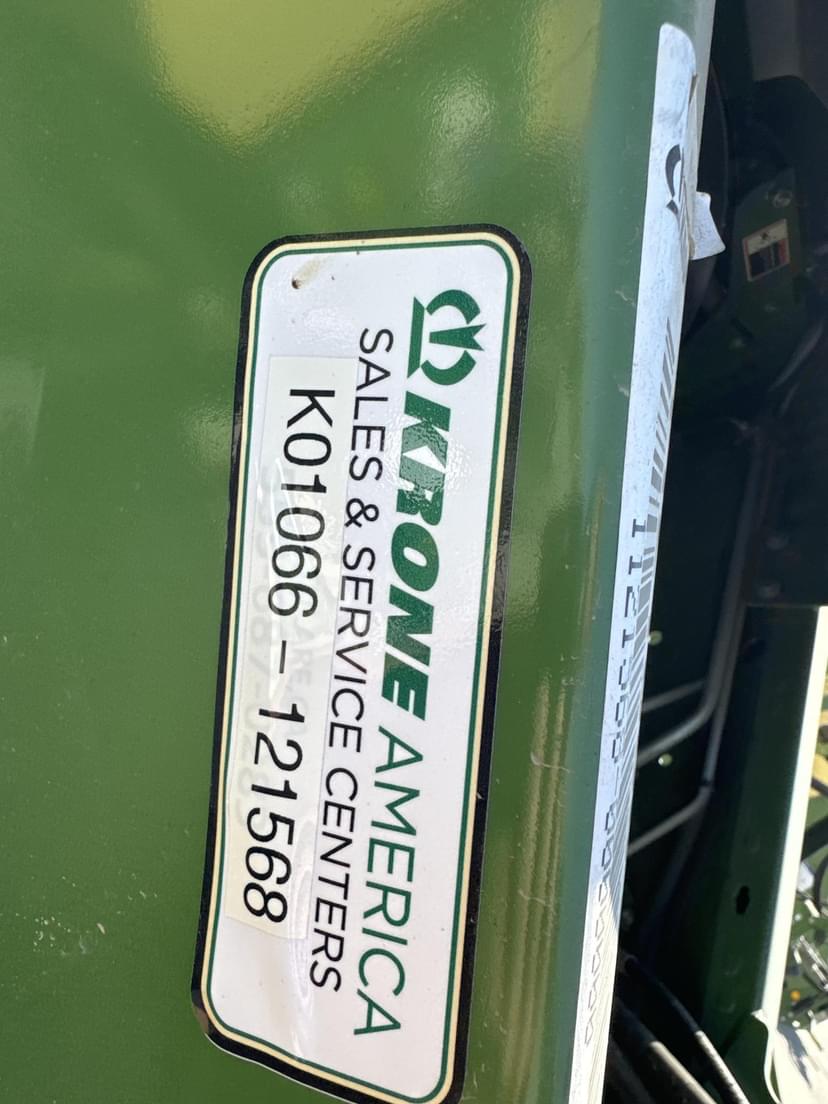 KRONE AMERICA
SALES & SERVICE CENTERS
K01066 - 121568